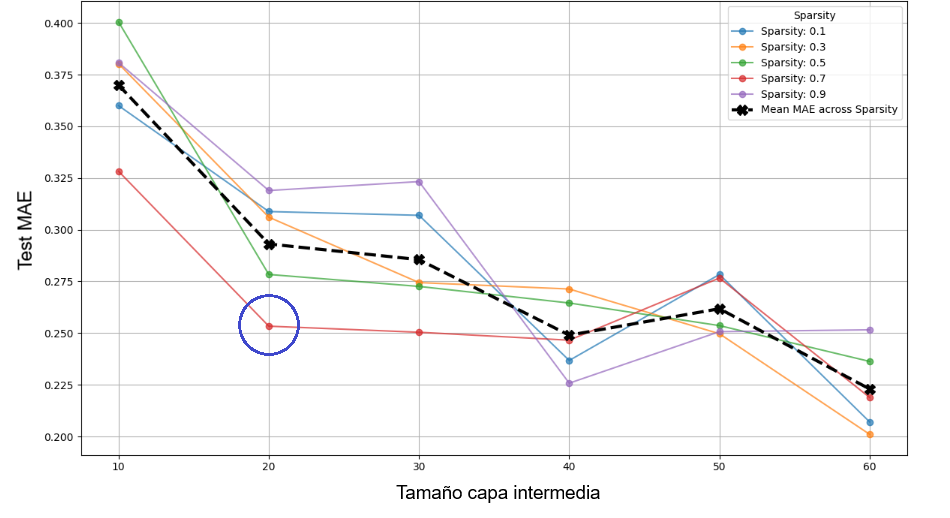 Sparsity
Sparsity: 0.1
Sparsity: 0.3
Sparsity: 0.5
Sparsity: 0.7
Sparsity: 0.9
Mean MAE across Sparsity
Test MAE
0.400
0.375
0.350
0.325
0.300
0.275
0.250
0.225
0.200
10 20 30 40 50 60
Tamaño capa intermedia